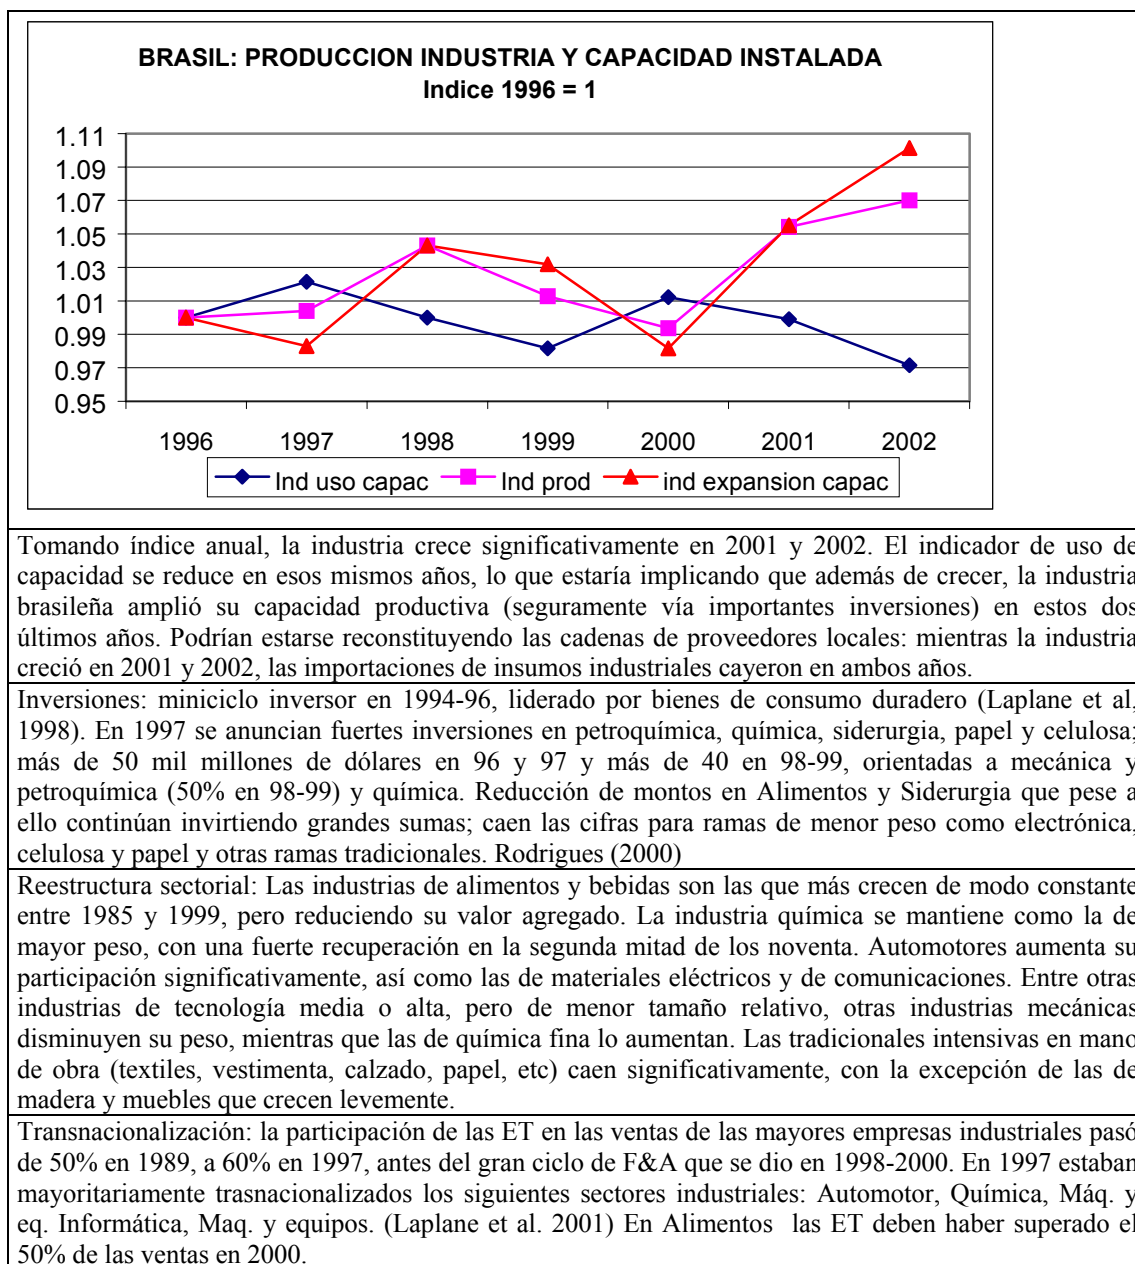 BRASIL: PRODUCCION INDUSTRIA Y CAPACIDAD INSTALADA
Indice 1996 = 1
1.11
1.09
1.07
1.05
1.03
1.01
0.99
0.97
0.95
1996 1997 1998 1999 2000 2001 2002
Ind uso capac Ind prod ind expansion capac
Tomando índice anual, la industria crece significativamente en 2001 y 2002. El indicador de uso de
capacidad se reduce en esos mismos años, lo que estaría implicando que además de crecer, la industria
brasileña amplió su capacidad productiva (seguramente vía importantes inversiones) en estos dos
últimos años. Podrían estarse reconstituyendo las cadenas de proveedores locales: mientras la industria
creció en 2001 y 2002, las importaciones de insumos industriales cayeron en ambos años.
Inversiones: miniciclo inversor en 1994-96, liderado por bienes de consumo duradero (Laplane et al,
1998). En 1997 se anuncian fuertes inversiones en petroquímica, química, siderurgia, papel y celulosa;
más de 50 mil millones de dólares en 96 y 97 y más de 40 en 98-99, orientadas a mecánica y
petroquímica (50% en 98-99) y química. Reducción de montos en Alimentos y Siderurgia que pese a
ello continúan invirtiendo grandes sumas; caen las cifras para ramas de menor peso como electrónica,
celulosa y papel y otras ramas tradicionales. Rodrigues (2000)
Reestructura sectorial: Las industrias de alimentos y bebidas son las que más crecen de modo constante
entre 1985 y 1999, pero reduciendo su valor agregado. La industria química se mantiene como la de
mayor peso, con una fuerte recuperación en la segunda mitad de los noventa. Automotores aumenta su
participación significativamente, así como las de materiales eléctricos y de comunicaciones. Entre otras
industrias de tecnología media o alta, pero de menor tamaño relativo, otras industrias mecánicas
disminuyen su peso, mientras que las de química fina lo aumentan. Las tradicionales intensivas en mano
de obra (textiles, vestimenta, calzado, papel, etc) caen significativamente, con la excepción de las de
madera y muebles que crecen levemente.
Transnacionalización: la participación de las ET en las ventas de las mayores empresas industriales pasó
de 50% en 1989, a 60% en 1997, antes del gran ciclo de F&A que se dio en 1998-2000. En 1997 estaban
mayoritariamente trasnacionalizados los siguientes sectores industriales: Automotor, Química, Máq. y
eq. Informática, Maq. y equipos. (Laplane et al. 2001) En Alimentos las ET deben haber superado el
50% de las ventas en 2000.